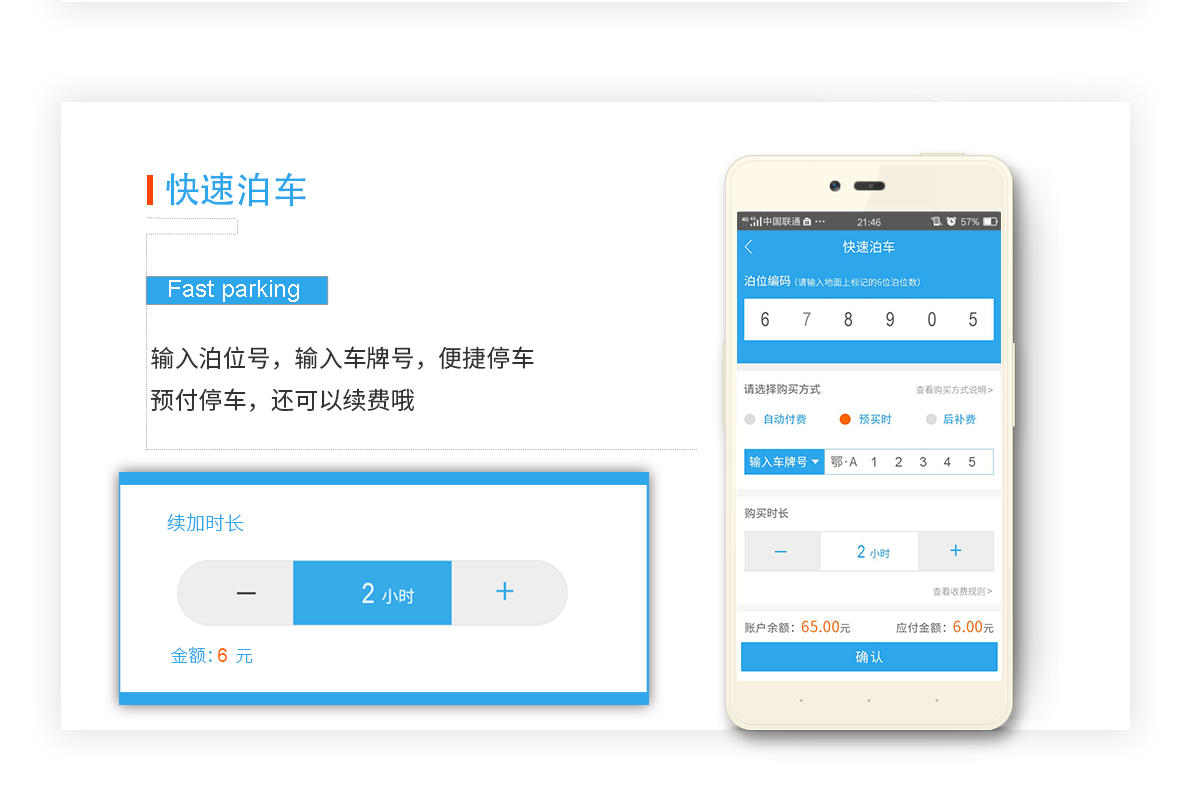 快速泊车
Fast parking
输入泊位号，输入车牌号，便捷停车
预付停车，还可以续费哦
续加时长
— 2 小时 +
金额：6 元
中国联通 ··· 21:46 57%
快速泊车
泊位编码（请输入地面上标记的6位泊位数）
6 7 8 9 0 5
请选择购买方式 查看购买方式说明>
自动付费 预买时 后补费
输入车牌号 鄂·A 1 2 3 4 5
购买时长
— 2 小时 +
查看收费规则>
账户余额：65.00元 应付金额：6.00元
确认